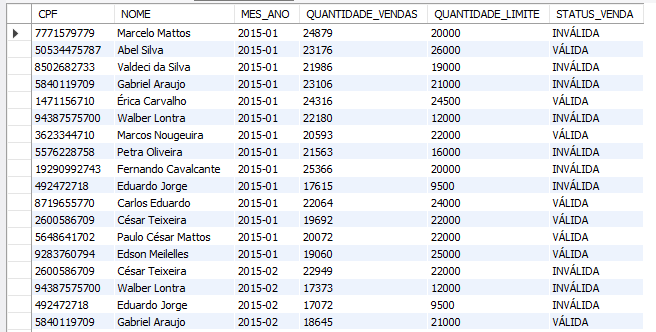 CPF NOME MES_ANO QUANTIDADE_VENDAS QUANTIDADE_LIMITE STATUS_VENDA
7771579779 Marcelo Mattos 2015-01 24879 20000 INVÁLIDA
50534475787 Abel Silva 2015-01 23176 26000 VÁLIDA
8502682733 Valdeci da Silva 2015-01 21986 19000 INVÁLIDA
5840119709 Gabriel Araujo 2015-01 23106 21000 INVÁLIDA
1471156710 Érica Carvalho 2015-01 24316 24500 VÁLIDA
94387575700 Walber Lontra 2015-01 22180 12000 INVÁLIDA
3623344710 Marcos Nougeuira 2015-01 20593 22000 VÁLIDA
5576228758 Petra Oliveira 2015-01 21563 16000 INVÁLIDA
19290992743 Fernando Cavalcante 2015-01 25366 20000 INVÁLIDA
492472718 Eduardo Jorge 2015-01 17615 9500 INVÁLIDA
8719655770 Carlos Eduardo 2015-01 22064 24000 VÁLIDA
2600586709 César Teixeira 2015-01 19692 22000 VÁLIDA
5648641702 Paulo César Mattos 2015-01 20072 22000 VÁLIDA
9283760794 Edson Meilelles 2015-01 19060 25000 VÁLIDA
2600586709 César Teixeira 2015-02 22949 22000 INVÁLIDA
94387575700 Walber Lontra 2015-02 17373 12000 INVÁLIDA
492472718 Eduardo Jorge 2015-02 17072 9500 INVÁLIDA
5840119709 Gabriel Araujo 2015-02 18645 21000 VÁLIDA